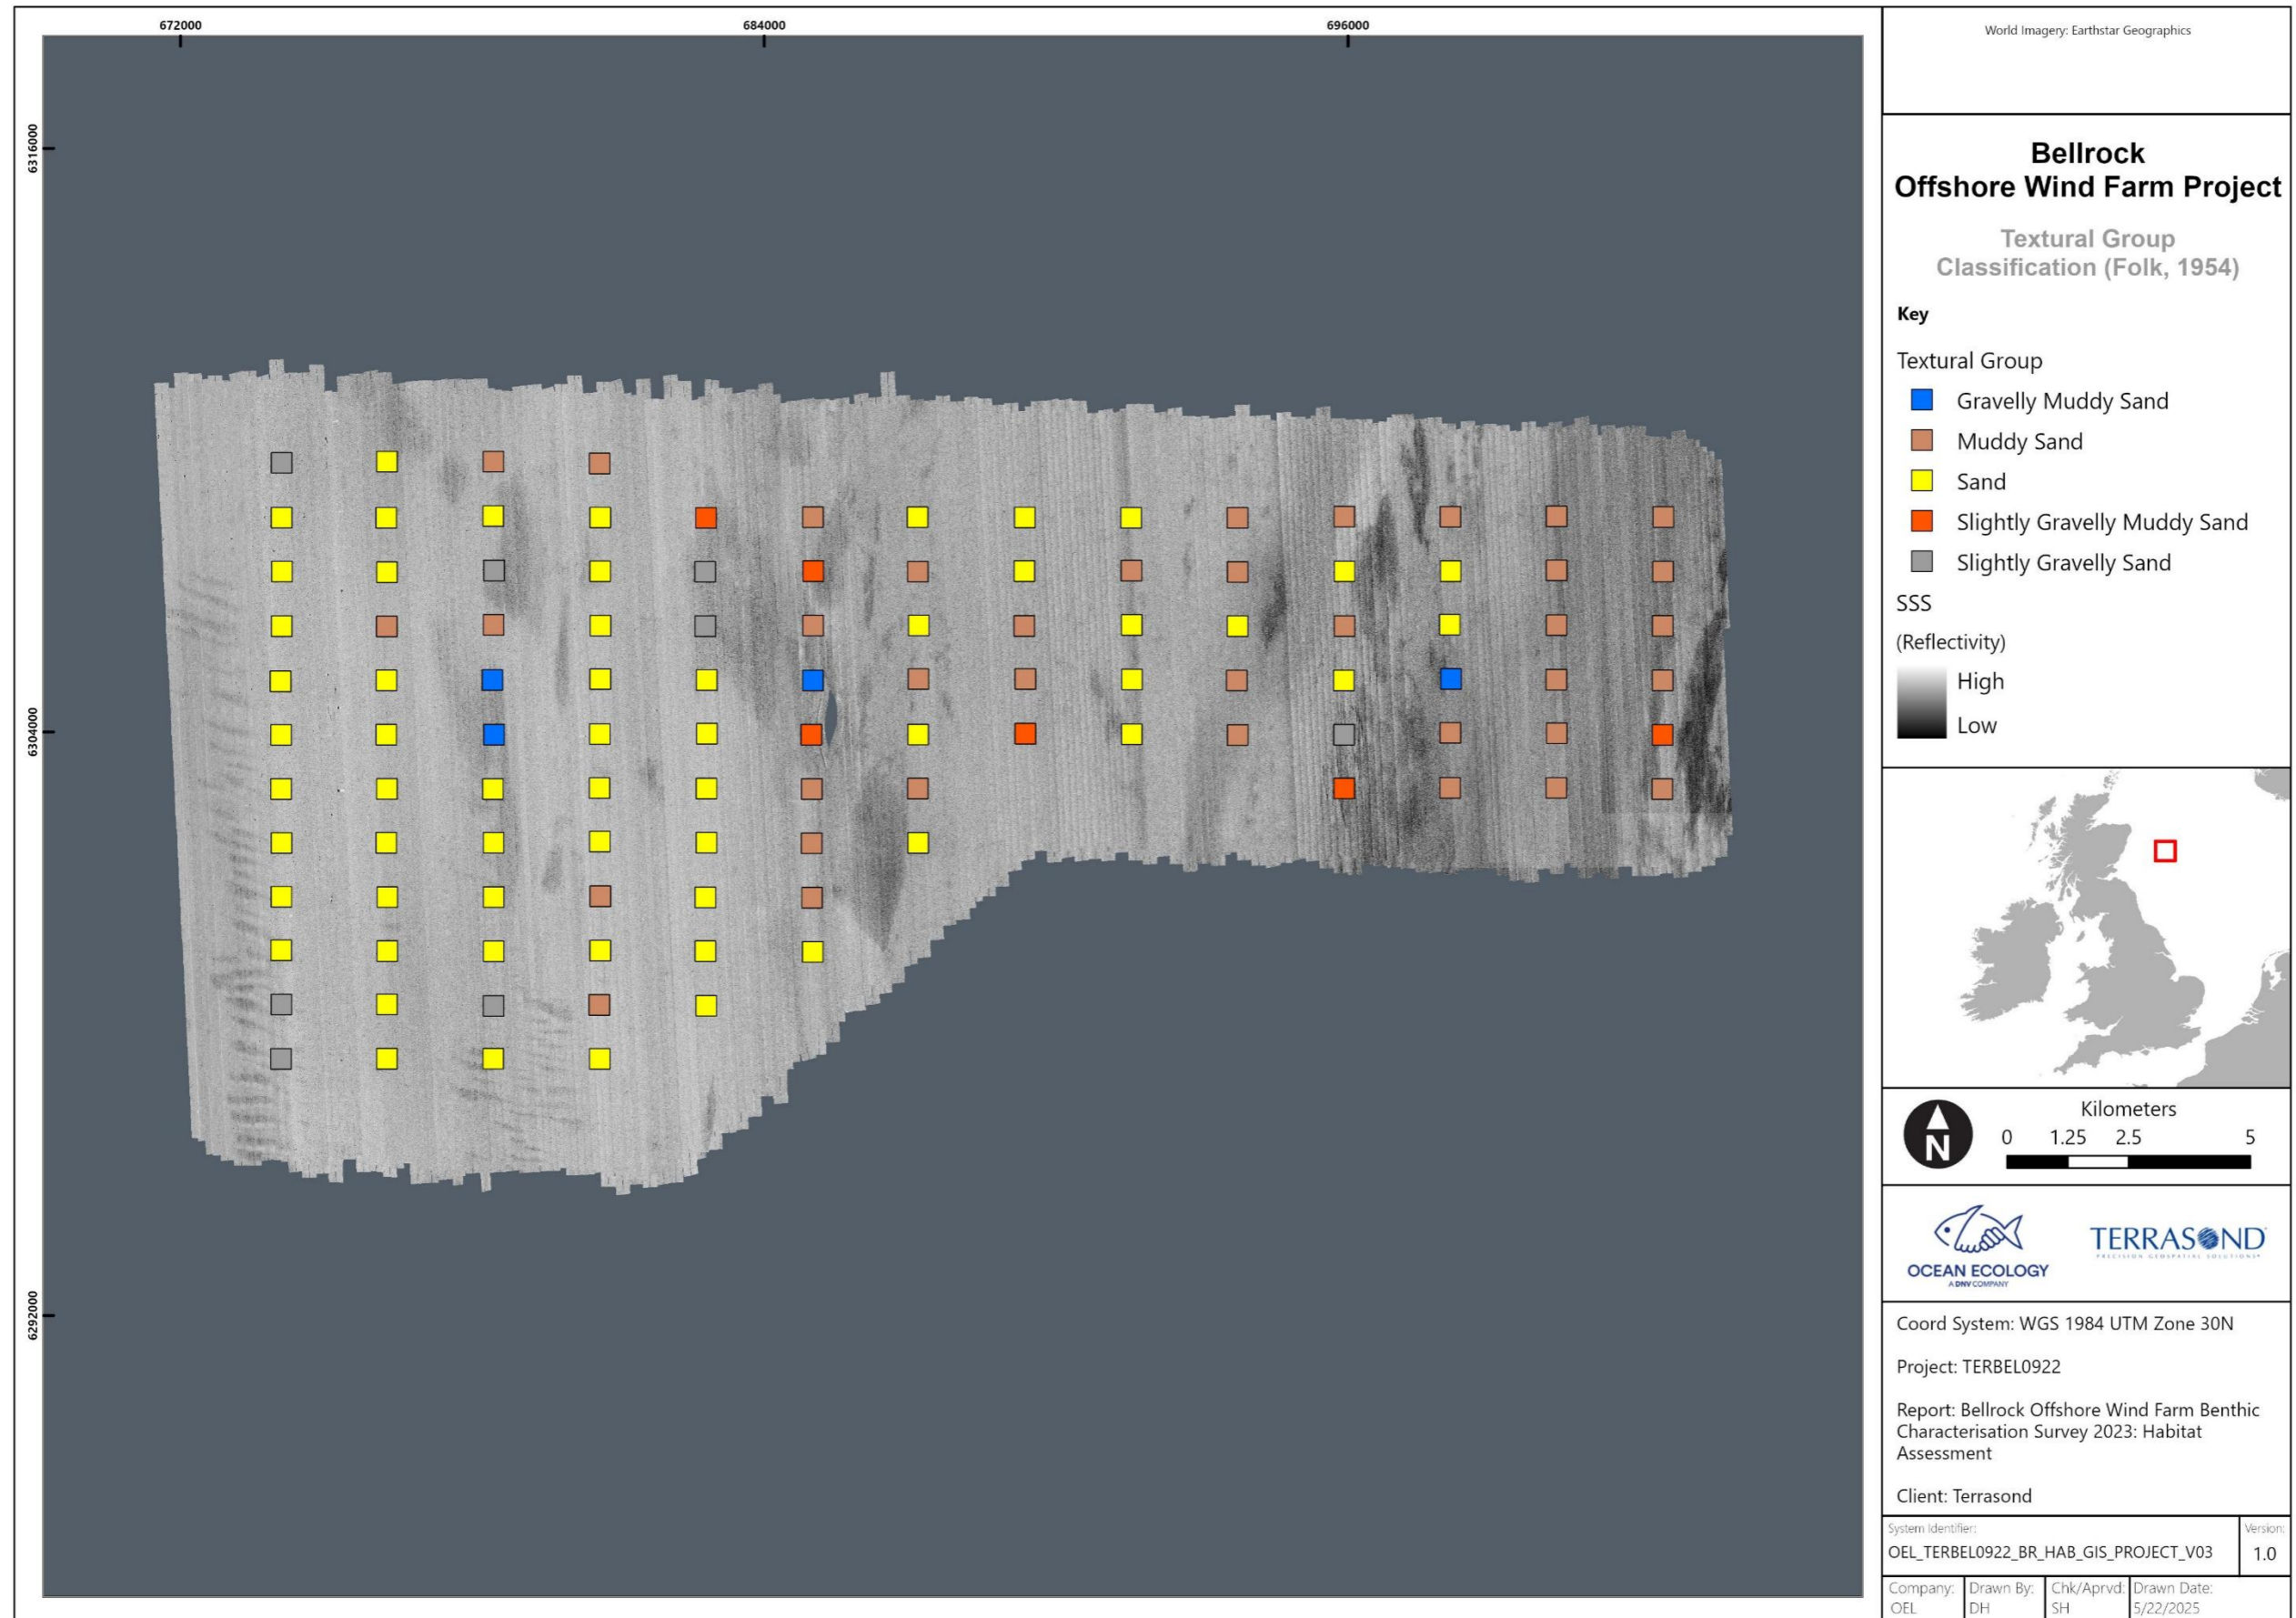 672000
684000
696000
6316000
6304000
6292000
World Imagery: Earthstar Geographics
Bellrock
Offshore Wind Farm Project
Textural Group
Classification (Folk, 1954)
Key
Textural Group
Gravelly Muddy Sand
Muddy Sand
Sand
Slightly Gravelly Muddy Sand
Slightly Gravelly Sand
SSS
(Reflectivity)
High
Low
Kilometers
0 1.25 2.5 5
N
OCEAN ECOLOGY
A DNV COMPANY
TERRASOND
PRECISION GEOSPATIAL SOLUTIONS®
Coord System: WGS 1984 UTM Zone 30N
Project: TERBEL0922
Report: Bellrock Offshore Wind Farm Benthic
Characterisation Survey 2023: Habitat
Assessment
Client: Terrasond
System Identifier:
OEL_TERBEL0922_BR_HAB_GIS_PROJECT_V03
Version:
1.0
Company:
OEL
Drawn By:
DH
Chk/Aprvd:
SH
Drawn Date:
5/22/2025